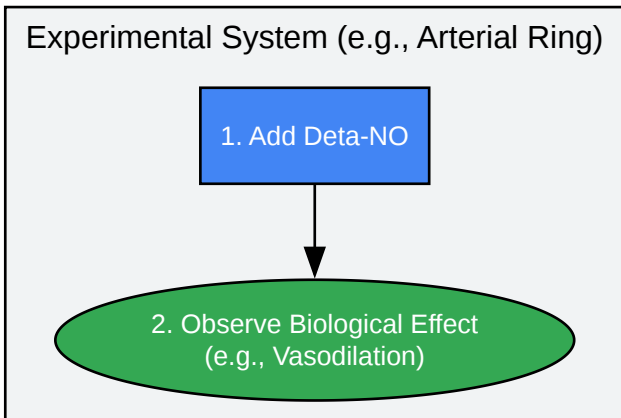 Experimental System (e.g., Arterial Ring)
1. Add Deta-NO
2. Observe Biological Effect
(e.g., Vasodilation)